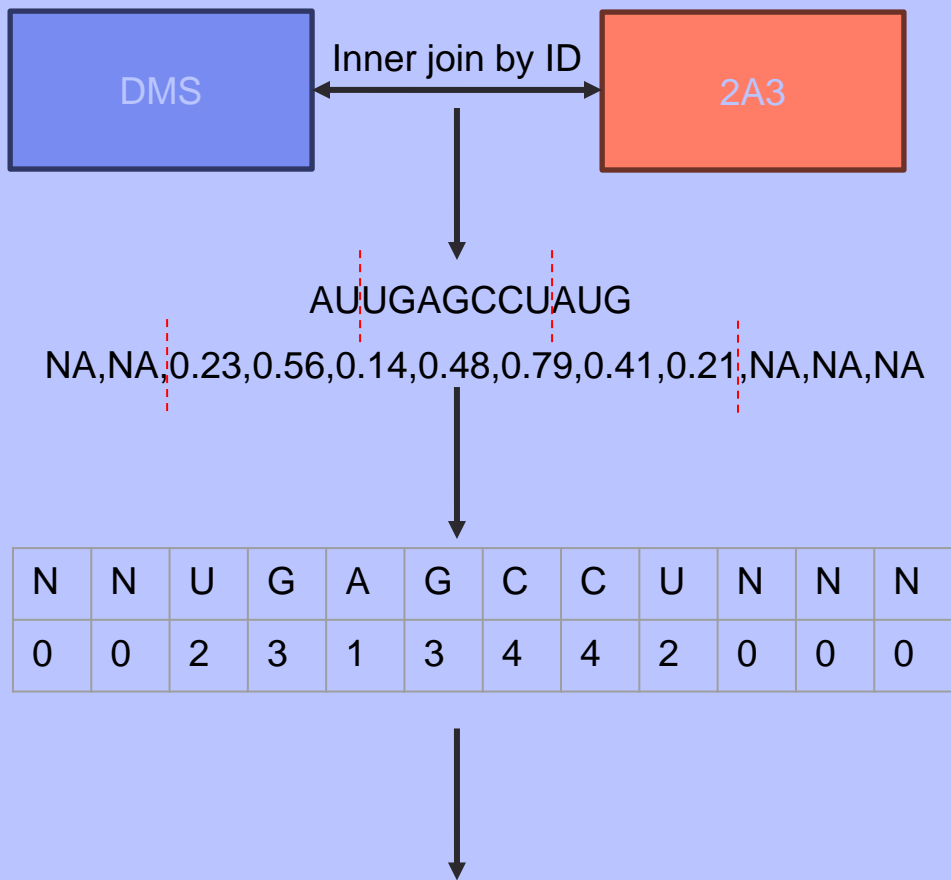 Inner join by ID
DMS
2A3
AUUGAGCCUAUG
NA,NA,0.23,0.56,0.14,0.48,0.79,0.41,0.21,NA,NA,NA
N N U G A G C C U N N N
0 0 2 3 1 3 4 4 2 0 0 0